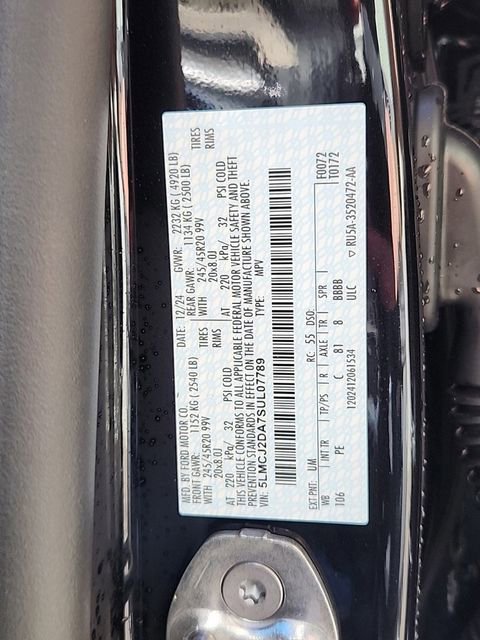 MFD. BY FORD MOTOR CO. DATE: 12/24 GVWR: 2232 KG ( 4920 LB)
FRONT GAWR: 1152 KG ( 2540 LB) REAR GAWR: 1134 KG ( 2500 LB)
WITH 245/45R20 99V TIRES WITH 245/45R20 99V TIRES
20x8.0J RIMS 20x8.0J RIMS
AT 220 kPa/ 32 PSI COLD AT 220 kPa/ 32 PSI COLD
THIS VEHICLE CONFORMS TO ALL APPLICABLE FEDERAL MOTOR VEHICLE SAFETY AND THEFT
PREVENTION STANDARDS IN EFFECT ON THE DATE OF MANUFACTURE SHOWN ABOVE.
VIN: 5LMCJ2DA7SUL07789 TYPE: MPV
EXT PNT: UM RC: 55 DSO: F0072
WB INT TR TP/PS R AXLE TR SPR T0172
106 PE C 81 8 BBBB
ULC ▽ RU5A-3520472-AA
1202412061534